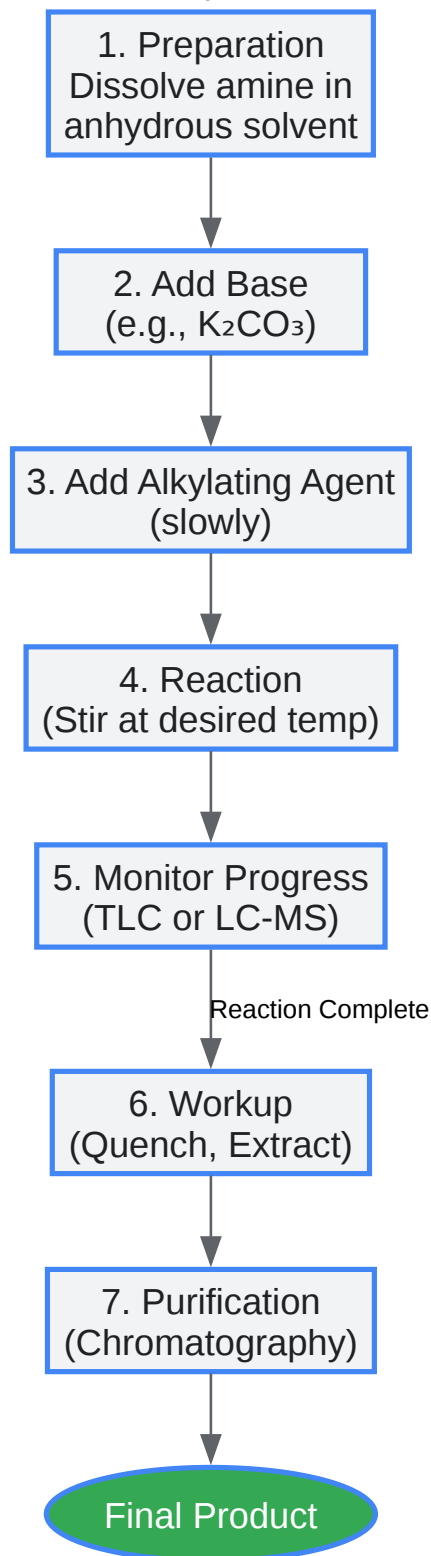 1. Preparation
Dissolve amine in
anhydrous solvent
2. Add Base
(e.g., K₂CO₃)
3. Add Alkylating Agent
(slowly)
4. Reaction
(Stir at desired temp)
5. Monitor Progress
(TLC or LC-MS)
Reaction Complete
6. Workup
(Quench, Extract)
7. Purification
(Chromatography)
Final Product